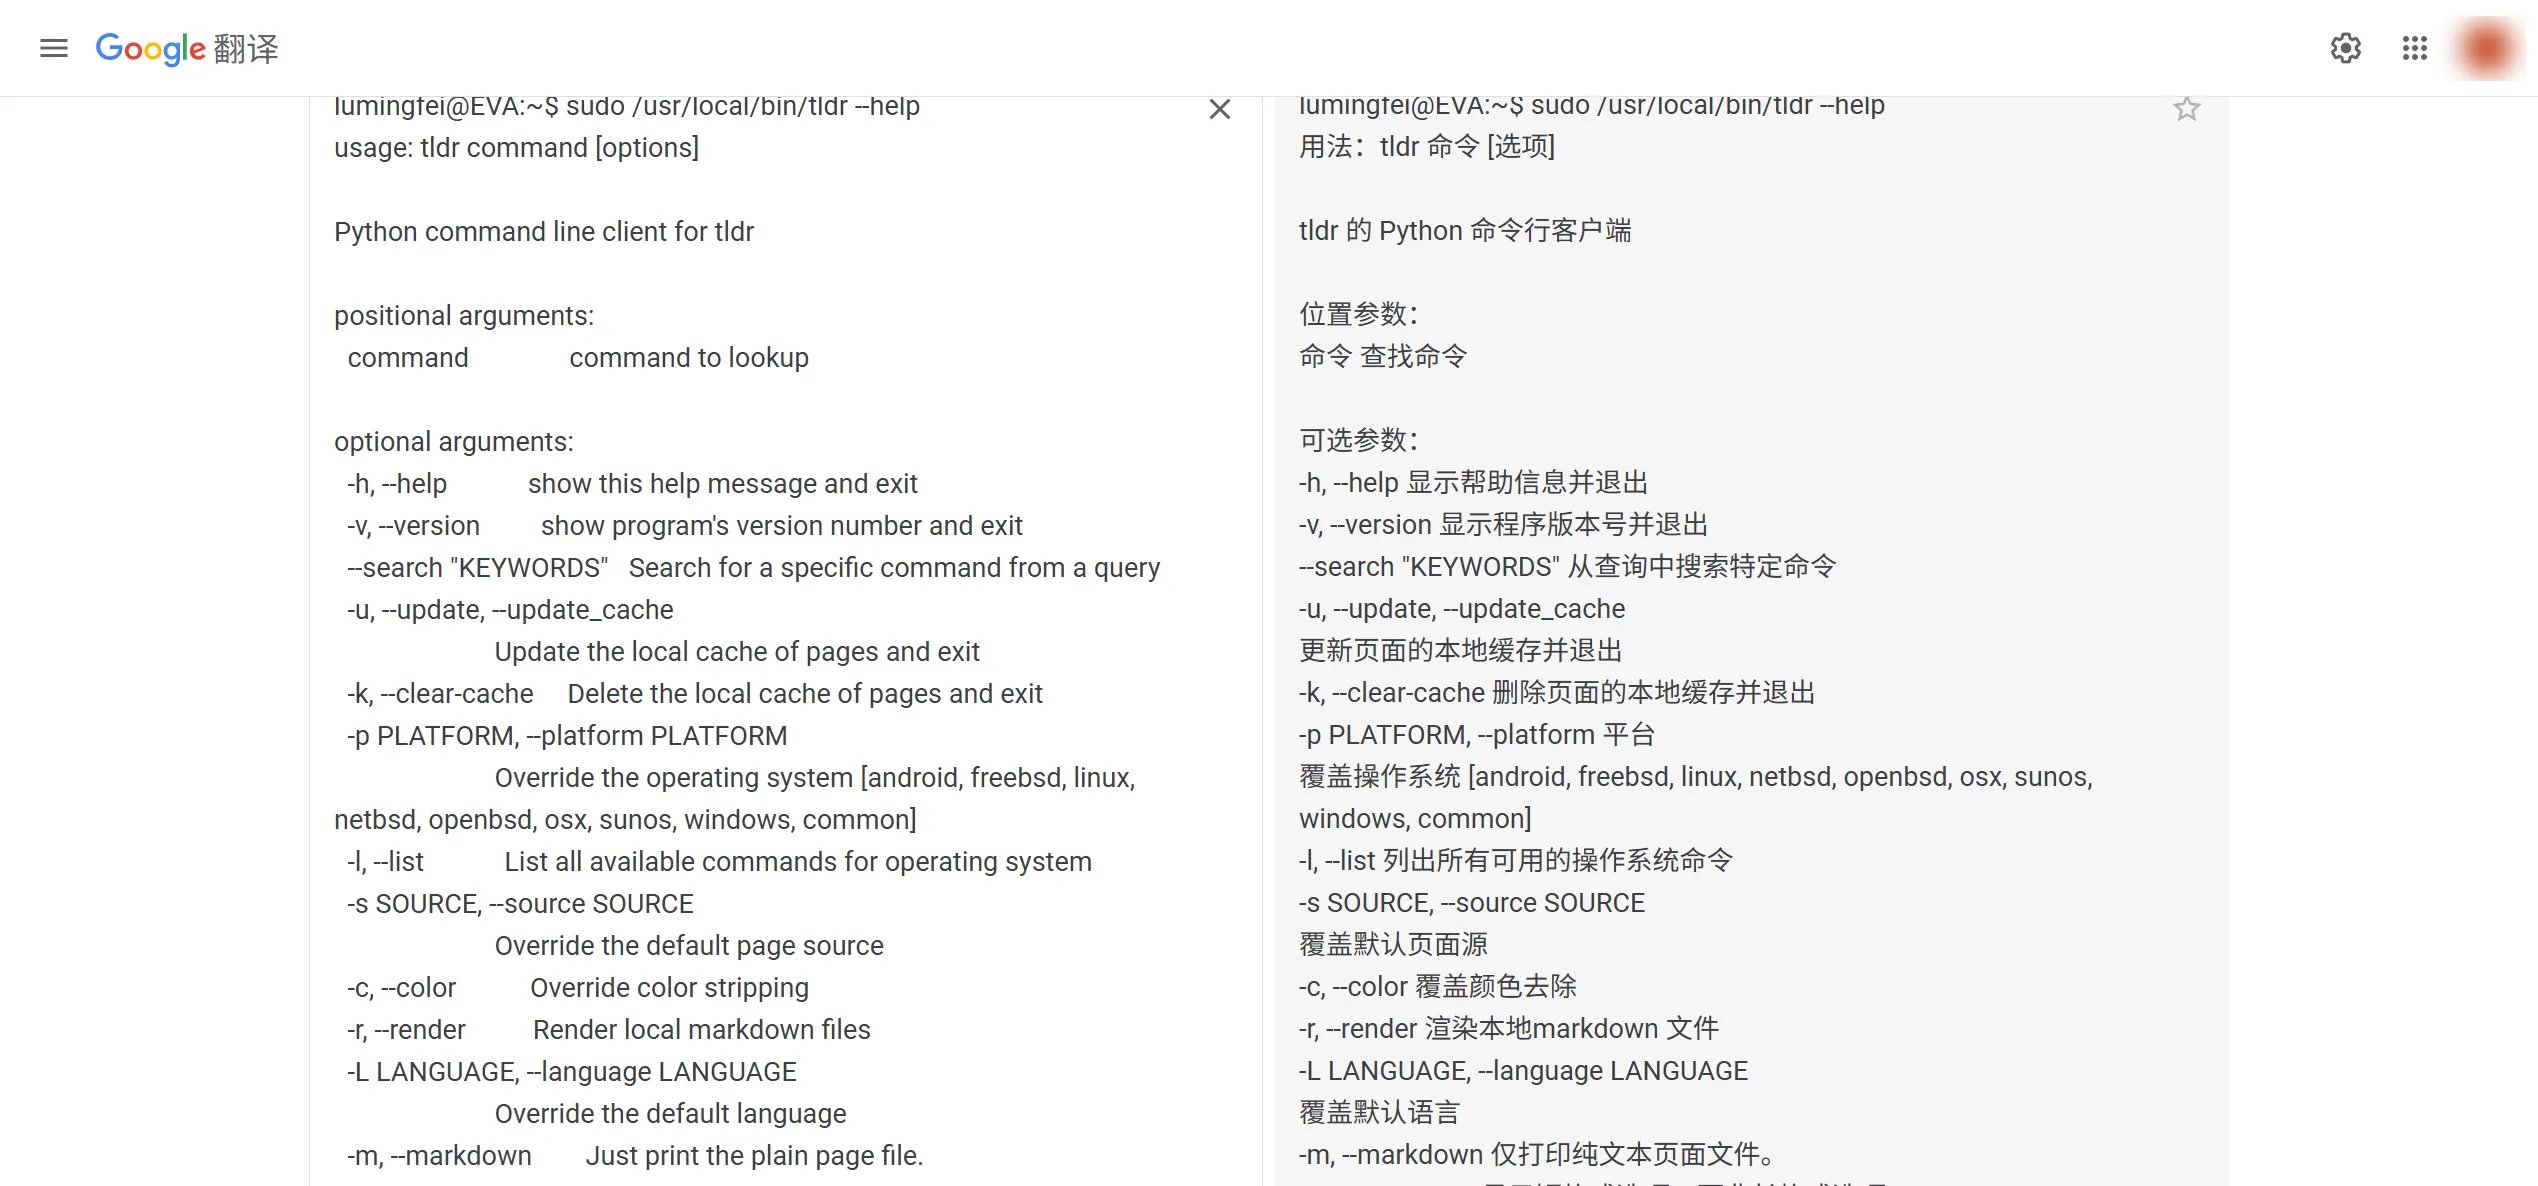 Google 翻译
lumingfei@EVA:~$ sudo /usr/local/bin/tldr --help
usage: tldr command [options]
Python command line client for tldr
positional arguments:
command command to lookup
optional arguments:
-h, --help show this help message and exit
-v, --version show program's version number and exit
--search "KEYWORDS" Search for a specific command from a query
-u, --update, --update_cache
Update the local cache of pages and exit
-k, --clear-cache Delete the local cache of pages and exit
-p PLATFORM, --platform PLATFORM
Override the operating system [android, freebsd, linux,
netbsd, openbsd, osx, sunos, windows, common]
-l, --list List all available commands for operating system
-s SOURCE, --source SOURCE
Override the default page source
-c, --color Override color stripping
-r, --render Render local markdown files
-L LANGUAGE, --language LANGUAGE
Override the default language
-m, --markdown Just print the plain page file.
lumingfei@EVA:~$ sudo /usr/local/bin/tldr --help
用法：tldr 命令 [选项]
tldr 的 Python 命令行客户端
位置参数：
命令 查找命令
可选参数：
-h, --help 显示帮助信息并退出
-v, --version 显示程序版本号并退出
--search "KEYWORDS" 从查询中搜索特定命令
-u, --update, --update_cache
更新页面的本地缓存并退出
-k, --clear-cache 删除页面的本地缓存并退出
-p PLATFORM, --platform 平台
覆盖操作系统 [android, freebsd, linux, netbsd, openbsd, osx, sunos,
windows, common]
-l, --list 列出所有可用的操作系统命令
-s SOURCE, --source SOURCE
覆盖默认页面源
-c, --color 覆盖颜色去除
-r, --render 渲染本地markdown 文件
-L LANGUAGE, --language LANGUAGE
覆盖默认语言
-m, --markdown 仅打印纯文本页面文件。